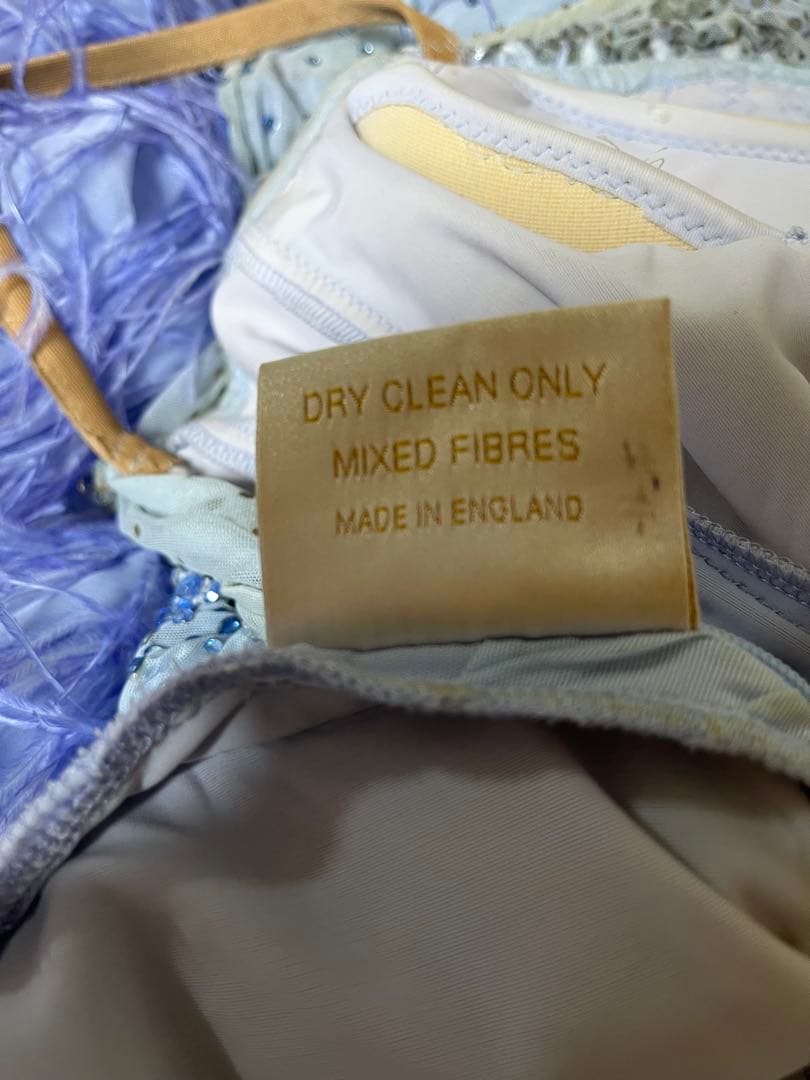 DRY CLEAN ONLY
MIXED FIBRES
MADE IN ENGLAND